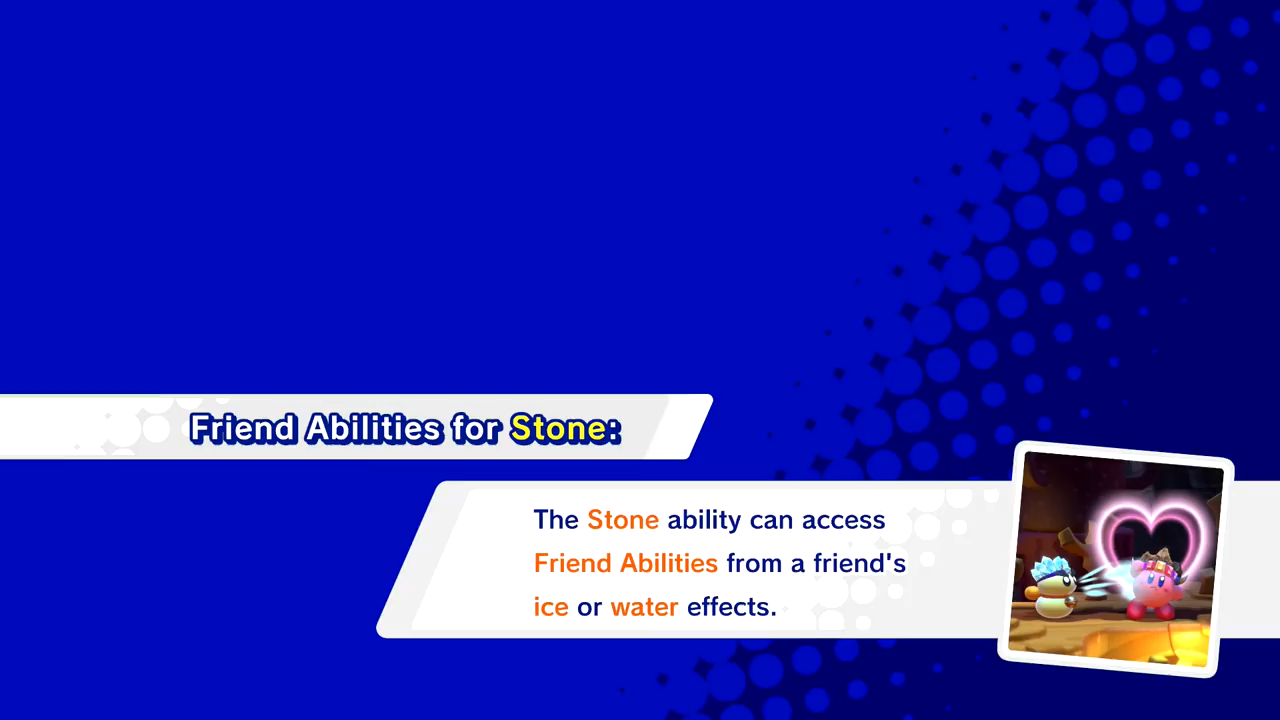 Friend Abilities for Stone:
The Stone ability can access
Friend Abilities from a friend's
ice or water effects.